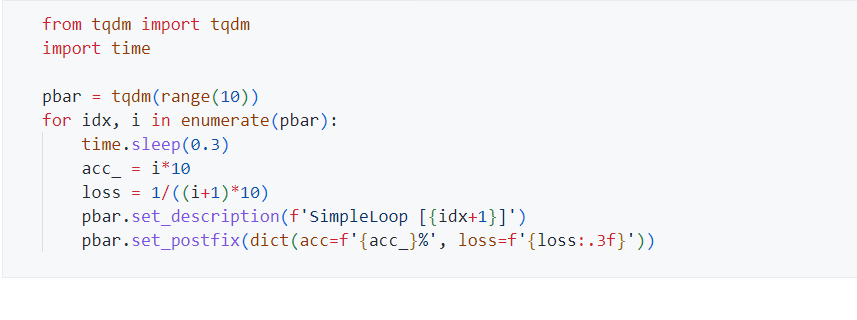 from tqdm import tqdm
import time

pbar = tqdm(range(10))
for idx, i in enumerate(pbar):
    time.sleep(0.3)
    acc_ = i*10
    loss = 1/((i+1)*10)
    pbar.set_description(f'SimpleLoop [{idx+1}]')
    pbar.set_postfix(dict(acc=f'{acc_}%', loss=f'{loss:.3f}'))